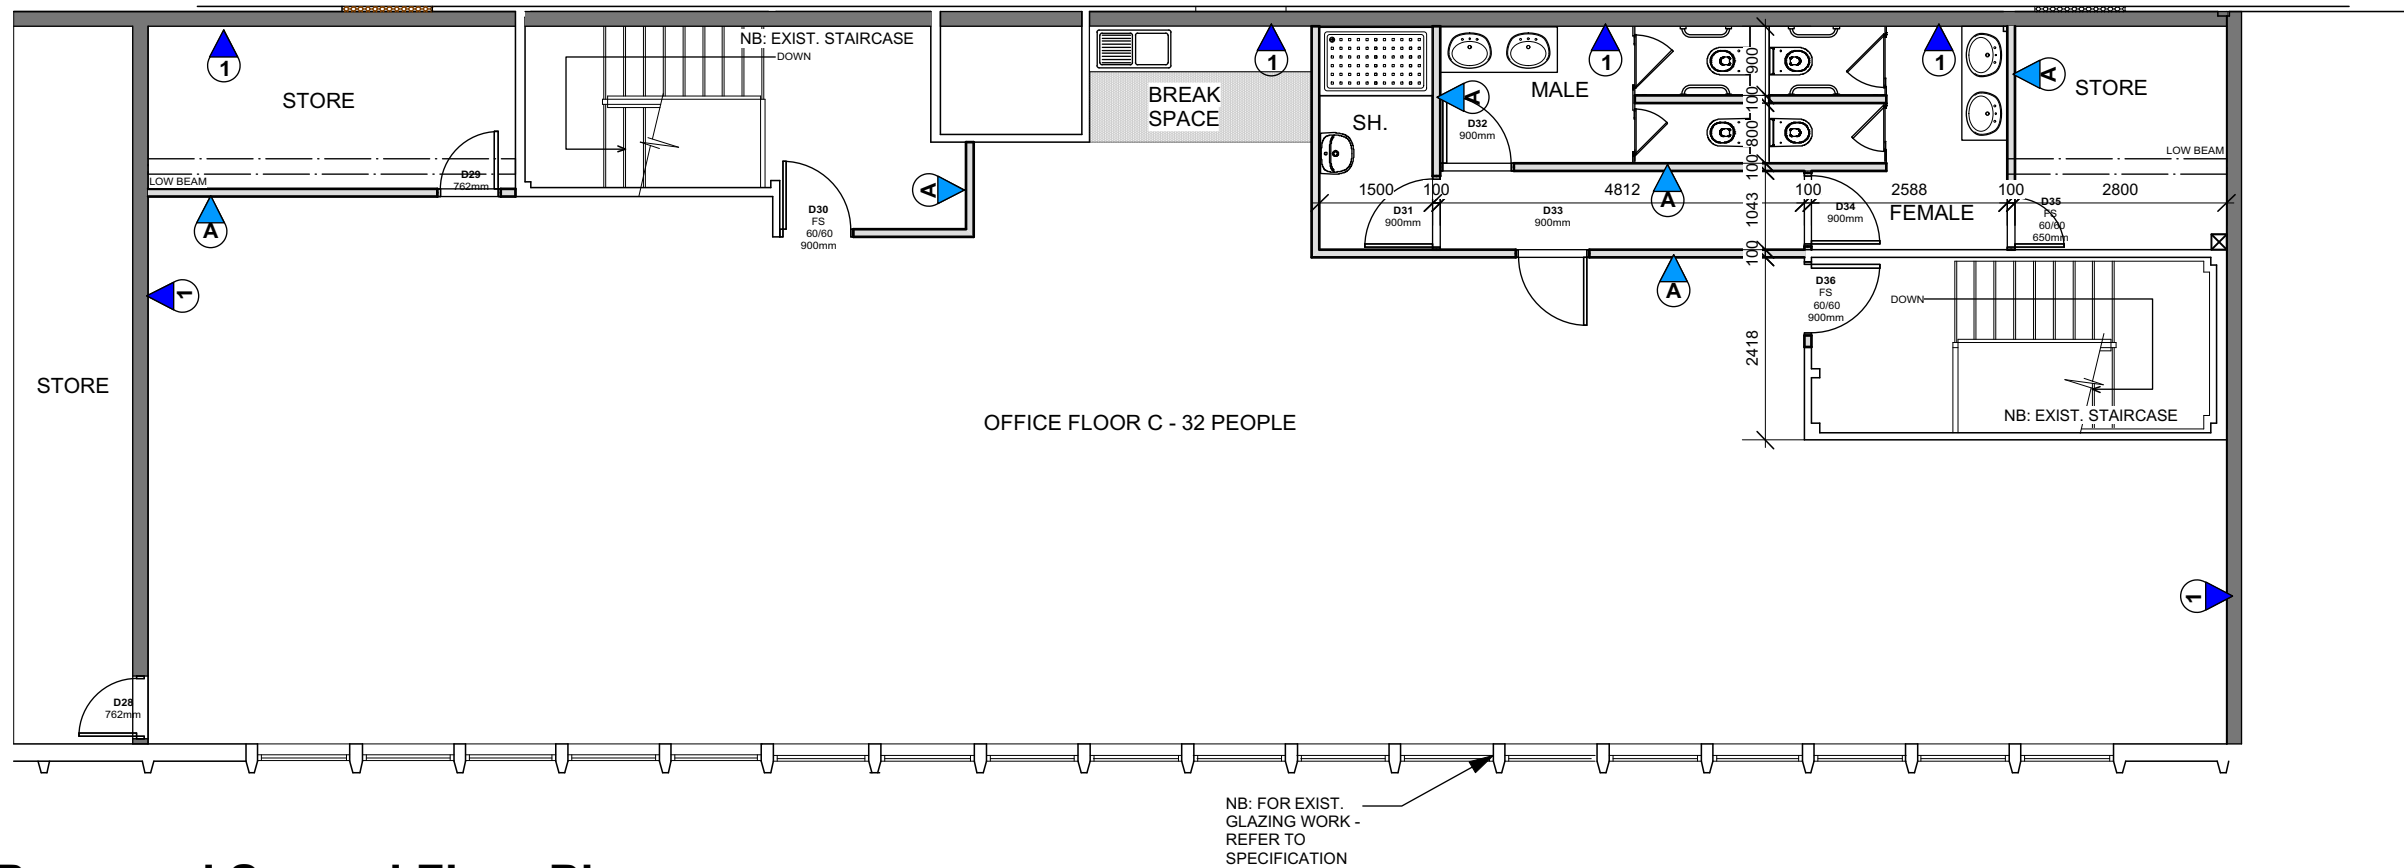 NB: EXIST. STAIRCASE
DOWN
1
STORE
LOW BEAM
D29
762mm
A
D30
FS
60/60
900mm
A
BREAK
SPACE
1
SH.
A
MALE
1
D32
900mm
900
100
800
100
1043
100
2418
1
A
STORE
LOW BEAM
1500
100
4812
100
2588
100
2800
D31
900mm
D33
900mm
A
D34
900mm
FEMALE
D35
FS
60/60
650mm
A
D36
FS
60/60
900mm
DOWN
NB: EXIST. STAIRCASE
1
STORE
OFFICE FLOOR C - 32 PEOPLE
1
D28
762mm
NB: FOR EXIST.
GLAZING WORK -
REFER TO
SPECIFICATION